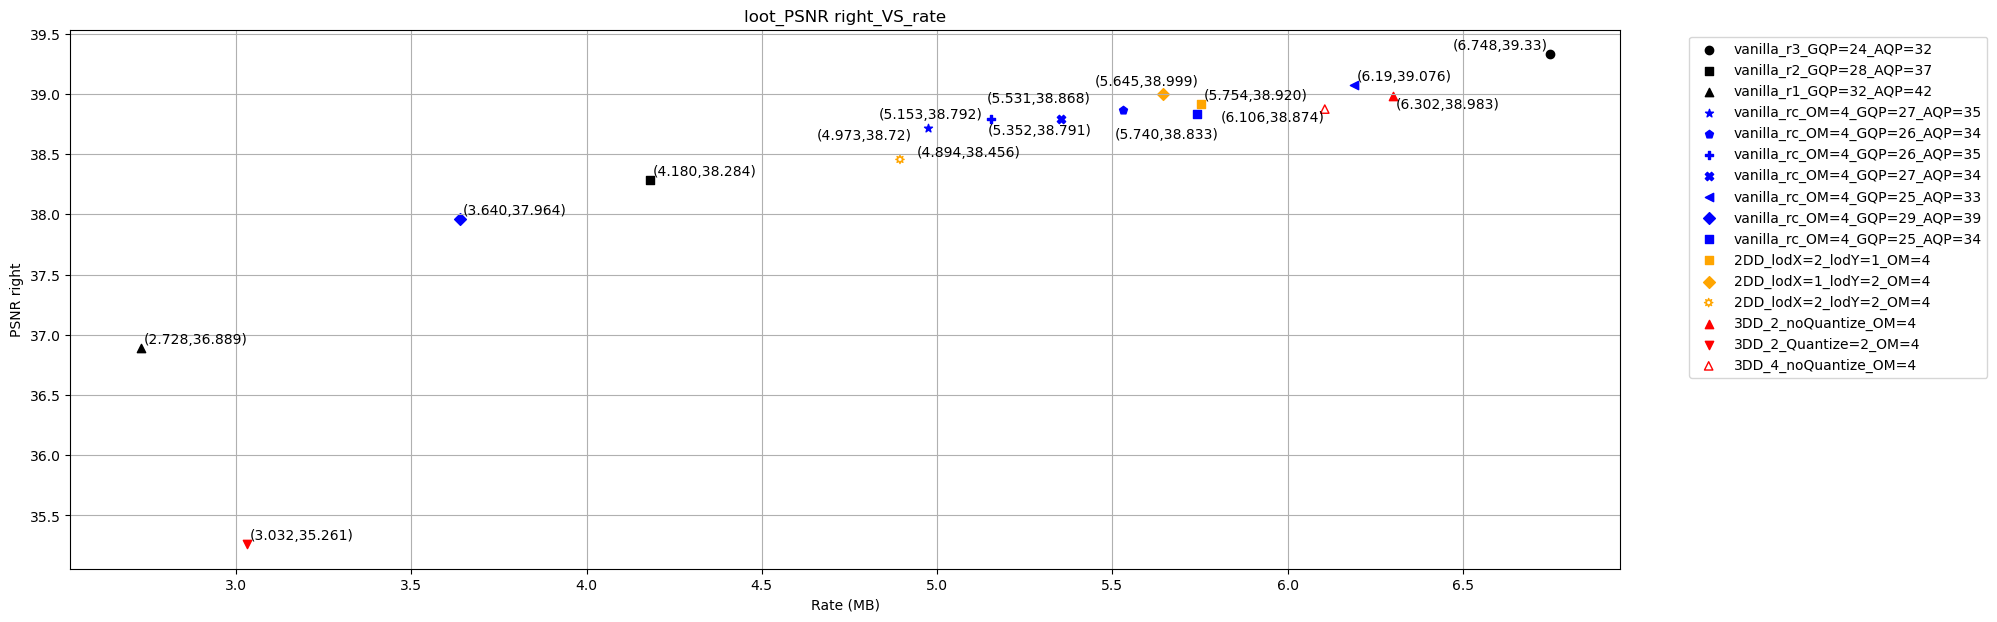 loot_PSNR right_VS_rate
39.5
39.0
38.5
38.0
37.5
37.0
36.5
36.0
35.5
PSNR right
(6.748,39.33)
(6.19,39.076)
(5.645,38.999)
(5.754,38.920)
(6.302,38.983)
(5.531,38.868)
(5.153,38.792)
(6.106,38.874)
(4.973,38.72)
(5.352,38.791)
(5.740,38.833)
(4.894,38.456)
(4.180,38.284)
(3.640,37.964)
(2.728,36.889)
(3.032,35.261)
3.0
3.5
4.0
4.5
5.0
5.5
6.0
6.5
Rate (MB)
vanilla_r3_GQP=24_AQP=32
vanilla_r2_GQP=28_AQP=37
vanilla_r1_GQP=32_AQP=42
vanilla_rc_OM=4_GQP=27_AQP=35
vanilla_rc_OM=4_GQP=26_AQP=34
vanilla_rc_OM=4_GQP=26_AQP=35
vanilla_rc_OM=4_GQP=27_AQP=34
vanilla_rc_OM=4_GQP=25_AQP=33
vanilla_rc_OM=4_GQP=29_AQP=39
vanilla_rc_OM=4_GQP=25_AQP=34
2DD_lodX=2_lodY=1_OM=4
2DD_lodX=1_lodY=2_OM=4
2DD_lodX=2_lodY=2_OM=4
3DD_2_noQuantize_OM=4
3DD_2_Quantize=2_OM=4
3DD_4_noQuantize_OM=4